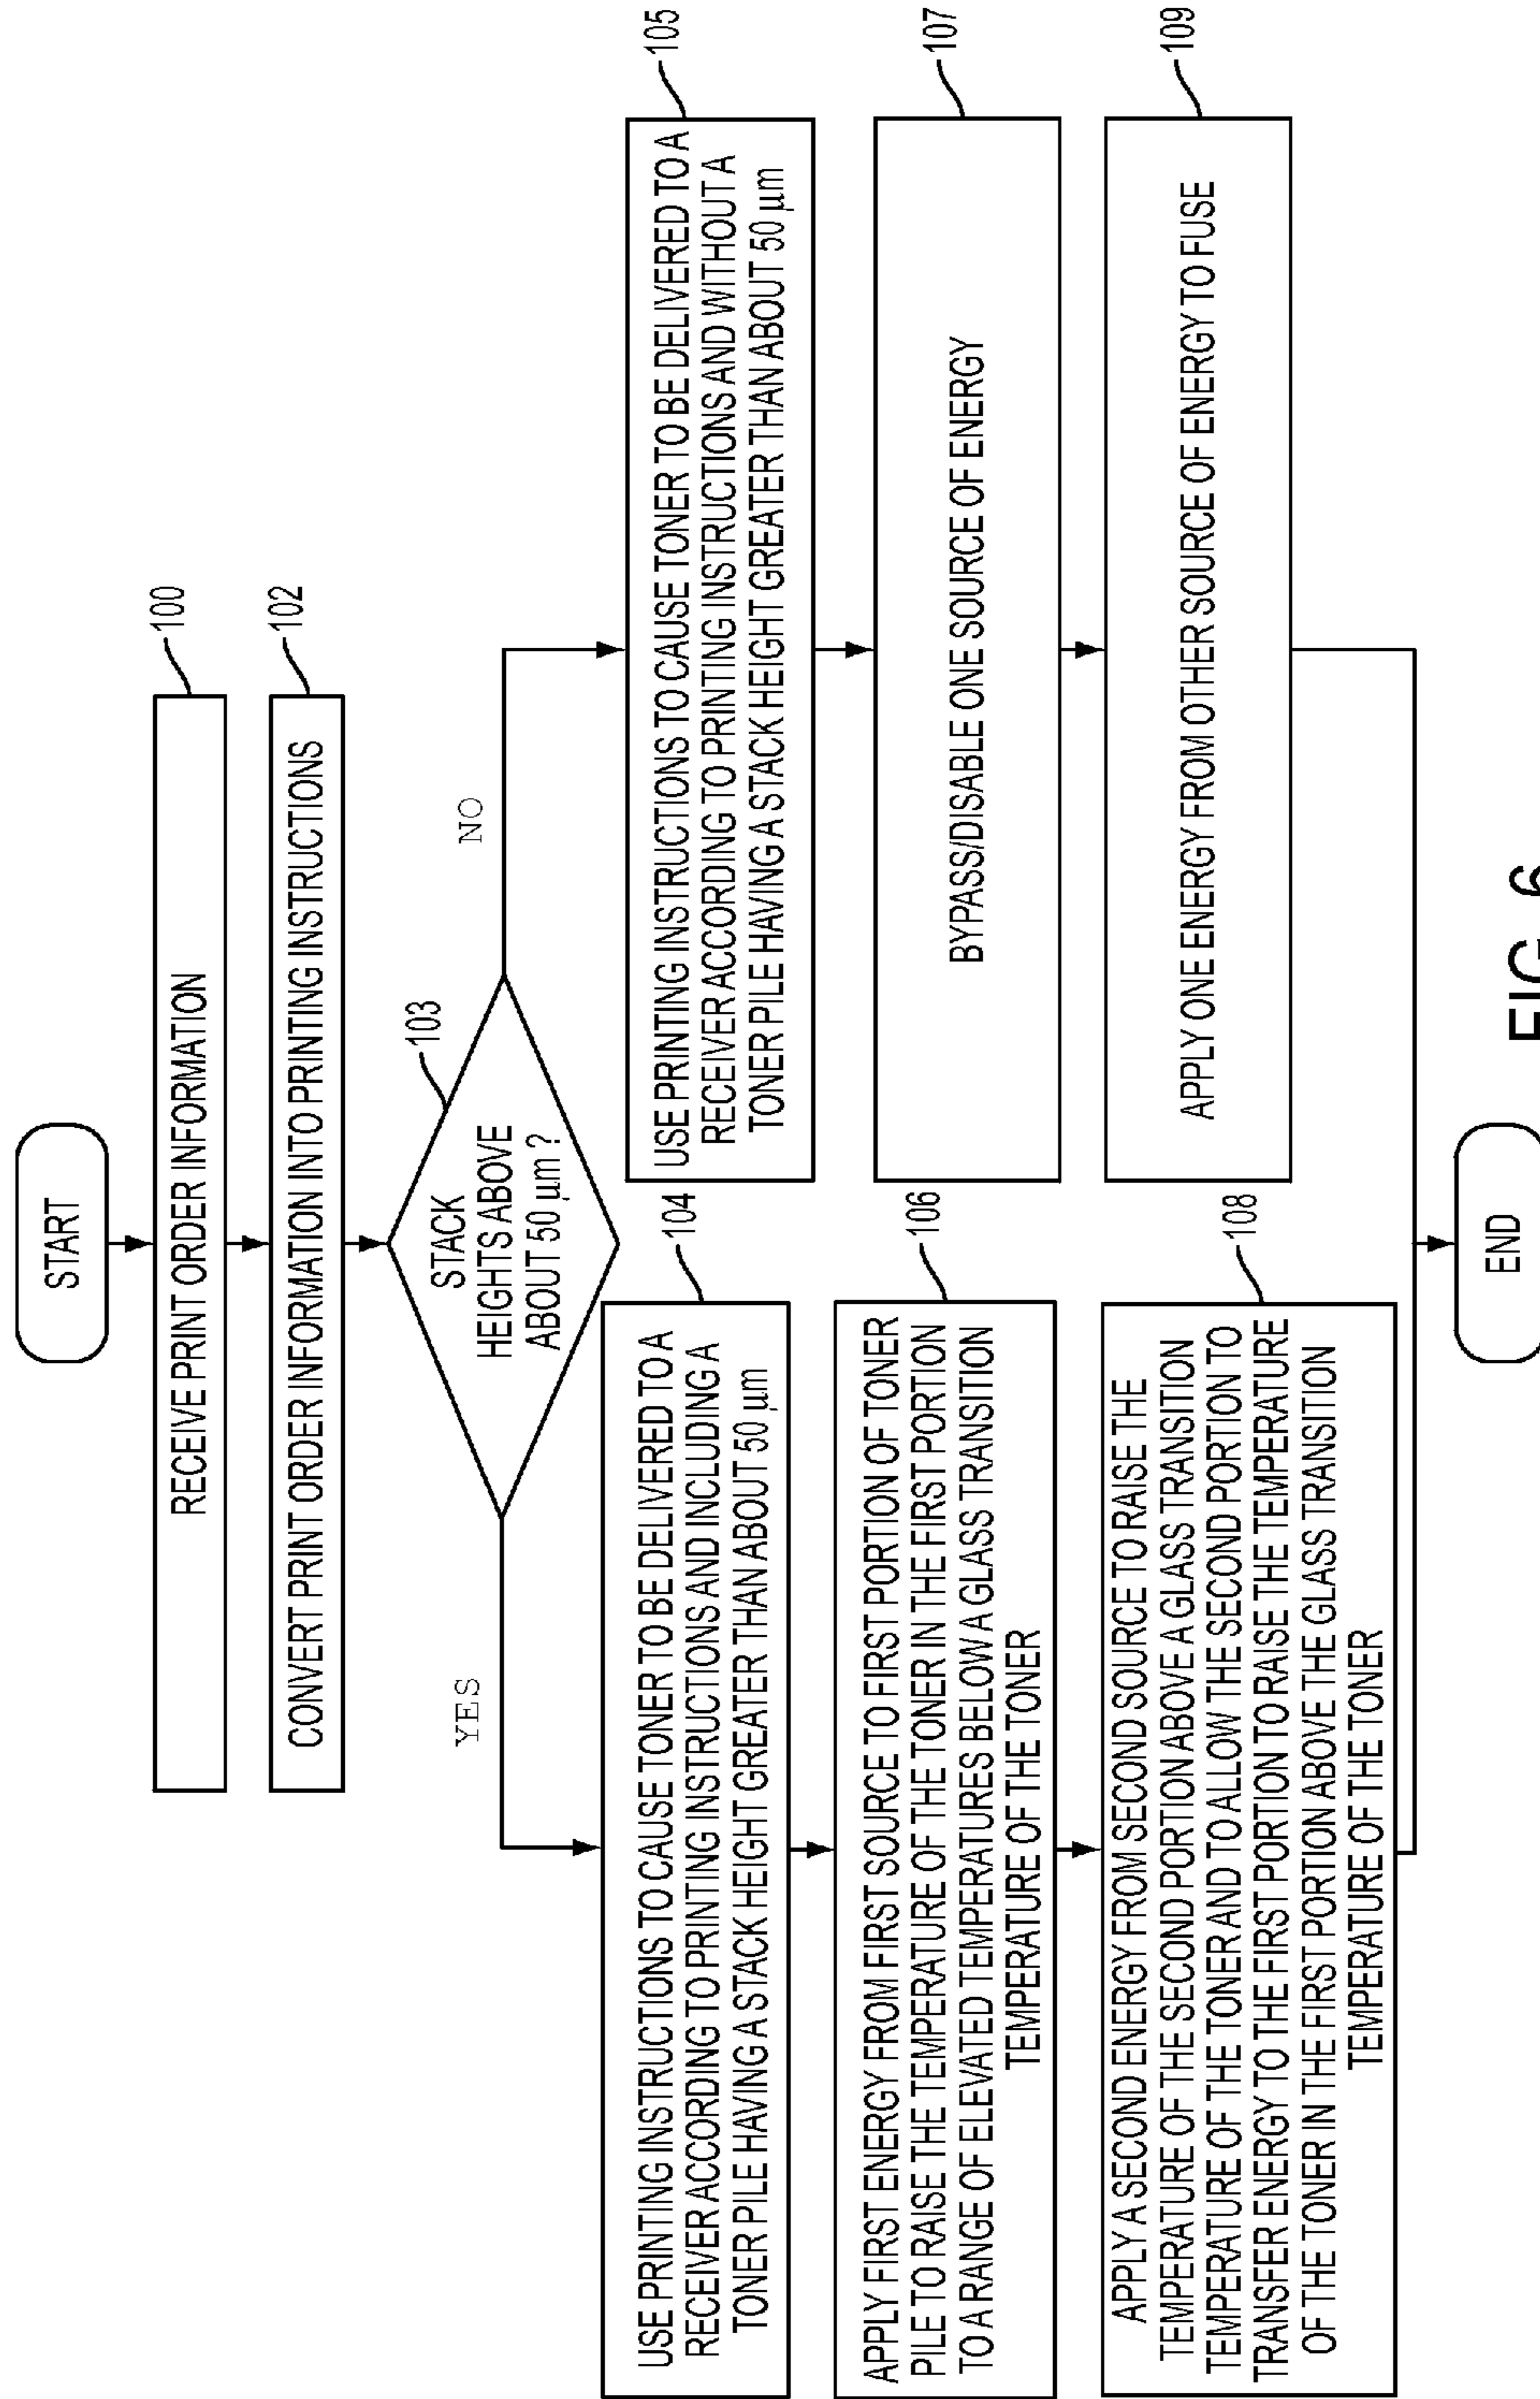 START
RECEIVE PRINT ORDER INFORMATION
100
CONVERT PRINT ORDER INFORMATION INTO PRINTING INSTRUCTIONS
102
STACK
HEIGHTS ABOVE
ABOUT 50 µm ?
103
YES
NO
USE PRINTING INSTRUCTIONS TO CAUSE TONER TO BE DELIVERED TO A
RECEIVER ACCORDING TO PRINTING INSTRUCTIONS AND INCLUDING A
TONER PILE HAVING A STACK HEIGHT GREATER THAN ABOUT 50 µm
104
APPLY FIRST ENERGY FROM FIRST SOURCE TO FIRST PORTION OF TONER
PILE TO RAISE THE TEMPERATURE OF THE TONER IN THE FIRST PORTION
TO A RANGE OF ELEVATED TEMPERATURES BELOW A GLASS TRANSITION
TEMPERATURE OF THE TONER
106
APPLY A SECOND ENERGY FROM SECOND SOURCE TO RAISE THE
TEMPERATURE OF THE SECOND PORTION ABOVE A GLASS TRANSITION
TEMPERATURE OF THE TONER AND TO ALLOW THE SECOND PORTION TO
TRANSFER ENERGY TO THE FIRST PORTION TO RAISE THE TEMPERATURE
OF THE TONER IN THE FIRST PORTION ABOVE THE GLASS TRANSITION
TEMPERATURE OF THE TONER
108
USE PRINTING INSTRUCTIONS TO CAUSE TONER TO BE DELIVERED TO A
RECEIVER ACCORDING TO PRINTING INSTRUCTIONS AND WITHOUT A
TONER PILE HAVING A STACK HEIGHT GREATER THAN ABOUT 50 µm
105
BYPASS/DISABLE ONE SOURCE OF ENERGY
107
APPLY ONE ENERGY FROM OTHER SOURCE OF ENERGY TO FUSE
109
END
FIG. 6